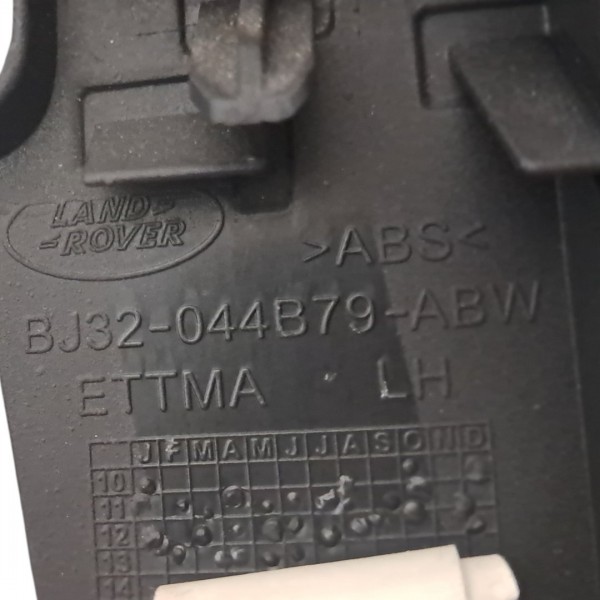 LAND
ROVER
>ABS<
BJ32-044B79-ABW
ETTMA LH
J F M A M J J A S O N D
10
11
12
13
14